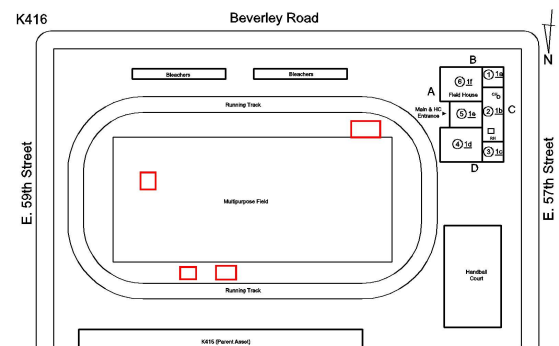 K416
Beverley Road
N
Bleachers
Bleachers
B
6 1f
1 1a
Field House
A
C
Running Track
Main & HC
Entrance
5 1e
2 1b
RH
4 1d
3 1c
D
E. 59th Street
E. 57th Street
Multipurpose Field
Handball
Court
Running Track
K415 (Parent Asset)